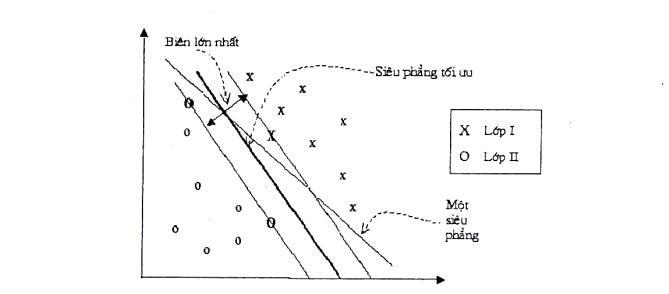 Biên lớn nhất
Siêu phẳng tối ưu
X Lớp I
O Lớp II
Một
siêu
phẳng